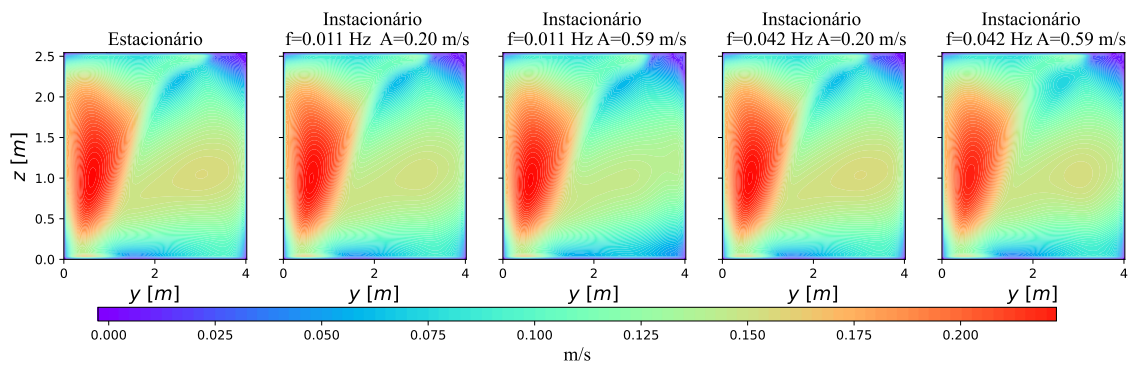 Estacionário
Instacionário
f=0.011 Hz A=0.20 m/s
Instacionário
f=0.011 Hz A=0.59 m/s
Instacionário
f=0.042 Hz A=0.20 m/s
Instacionário
f=0.042 Hz A=0.59 m/s
2.5
2.0
1.5
1.0
0.5
0.0
z [m]
0 2 4
0 2 4
0 2 4
0 2 4
0 2 4
y [m]
y [m]
y [m]
y [m]
y [m]
0.000 0.025 0.050 0.075 0.100 0.125 0.150 0.175 0.200
m/s